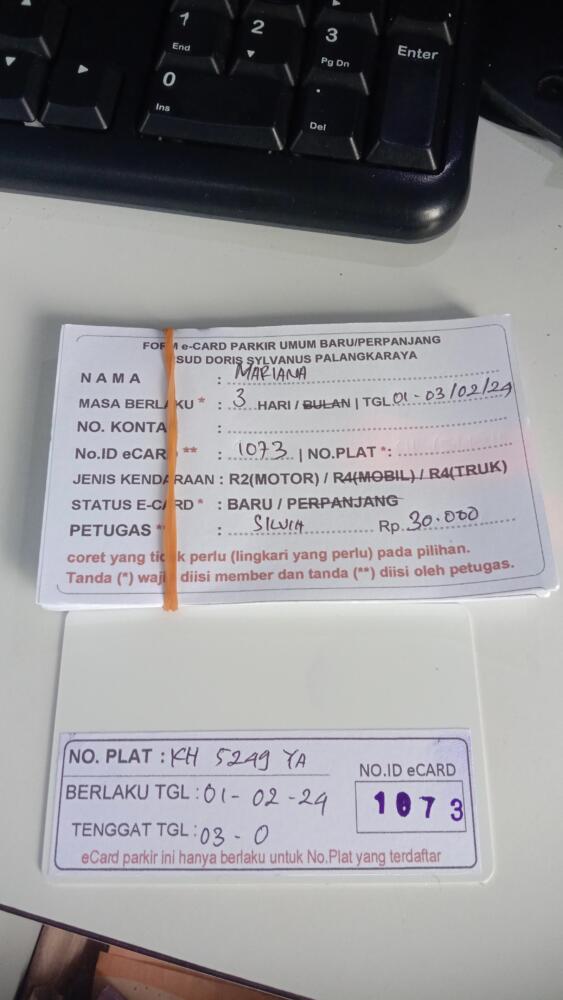 1
End
2
3
Pg Dn
Enter
0
Ins
.
Del
FORM e-CARD PARKIR UMUM BARU/PERPANJANG
SUD DORIS SYLVANUS PALANGKARAYA
NAMA : MARIANA
MASA BERLAKU * : 3 HARI / BULAN | TGL 01 - 03/02/24
NO. KONTA :
No.ID eCAR ** : 1073 | NO.PLAT *:
JENIS KENDARAAN : R2(MOTOR) / R4(MOBIL) / R4(TRUK)
STATUS E-CARD * : BARU / PERPANJANG
PETUGAS * : SILVIA Rp. 30.000
coret yang tidak perlu (lingkari yang perlu) pada pilihan.
Tanda (*) waji diisi member dan tanda (**) diisi oleh petugas.
NO. PLAT : KH 5249 YA
NO.ID eCARD
BERLAKU TGL : 01 - 02 - 24
1073
TENGGAT TGL : 03 - 0
eCard parkir ini hanya berlaku untuk No.Plat yang terdaftar